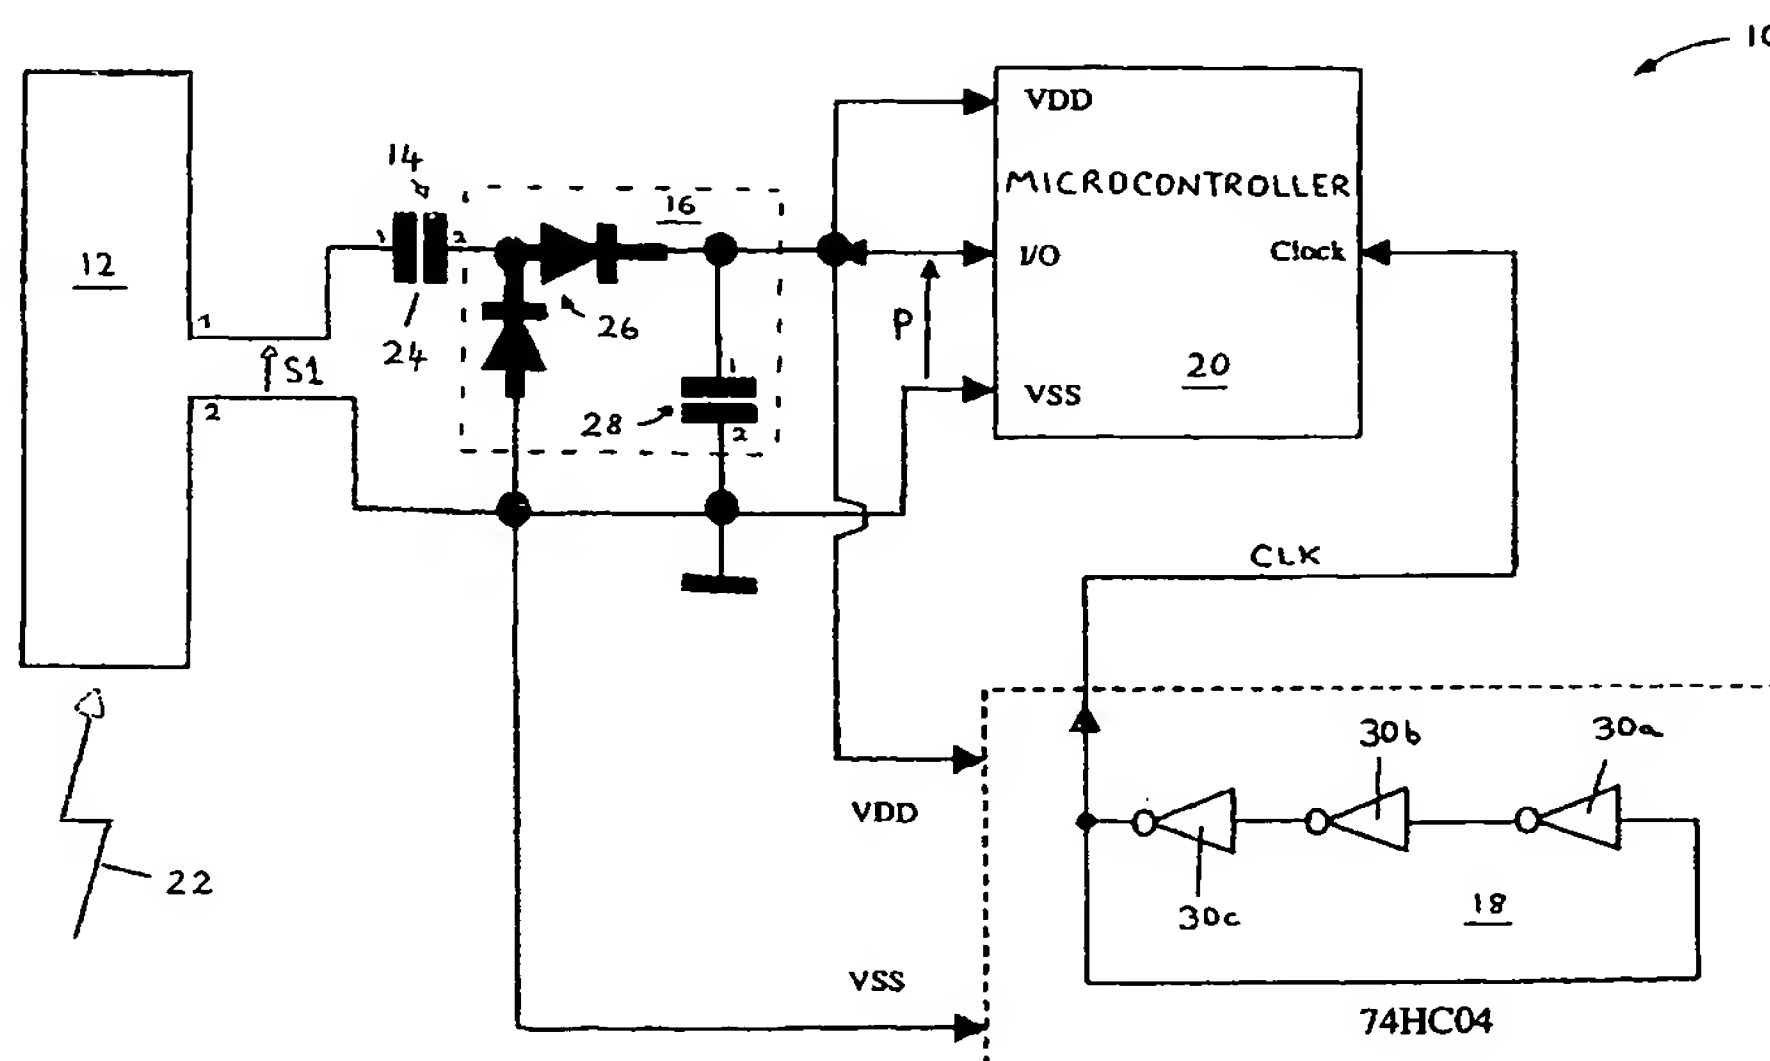 VDD
MICROCONTROLLER
14
16
1
2
I/O
Clock
12
P
26
1
24
1
S1
20
VSS
2
28
2
CLK
30b
30a
VDD
22
18
30c
VSS
74HC04